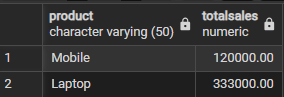 product totalsales
character varying (50) numeric
1 Mobile 120000.00
2 Laptop 333000.00